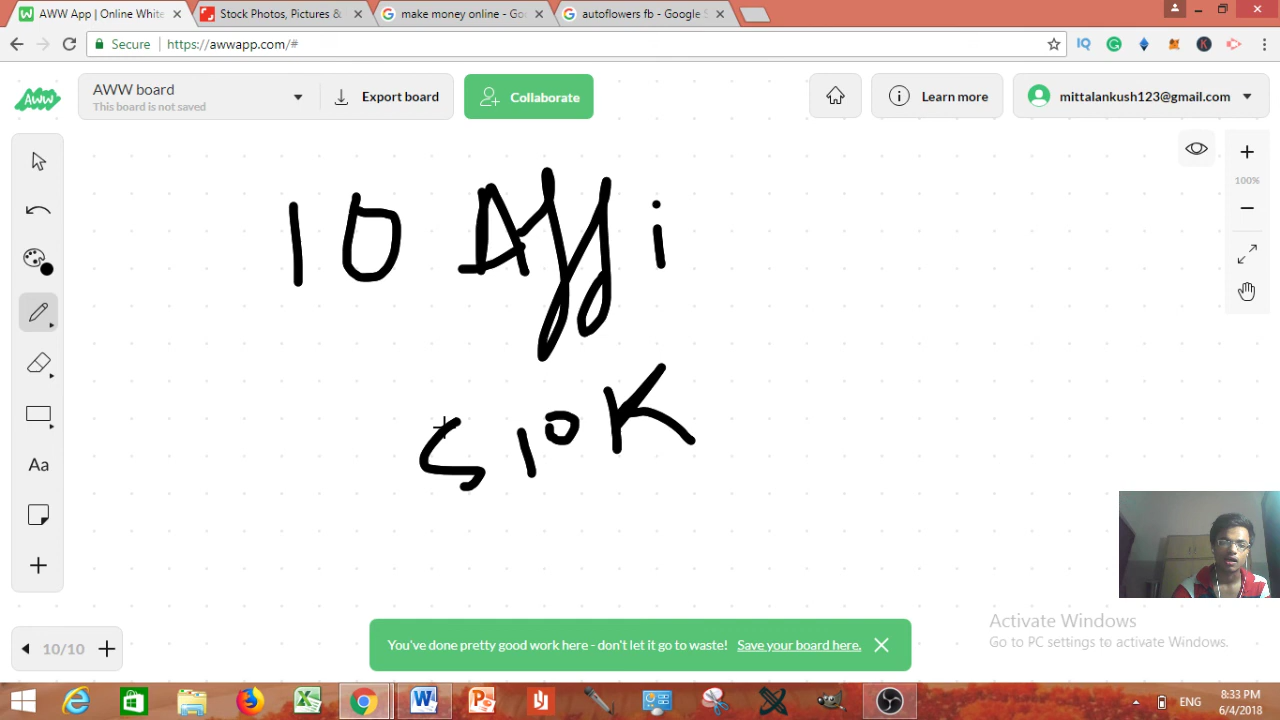 AWW App | Online White
Stock Photos, Pictures &
make money online - Go
autoflowers fb - Google S
Secure
https://awwapp.com/#
AWW
AWW board
This board is not saved
Export board
Collaborate
Learn more
mittalankush123@gmail.com
100%
Aa
10 Affi
S10K
Activate Windows
Go to PC settings to activate Windows.
You've done pretty good work here - don't let it go to waste! Save your board here.
10/10
ENG
8:33 PM
6/4/2018